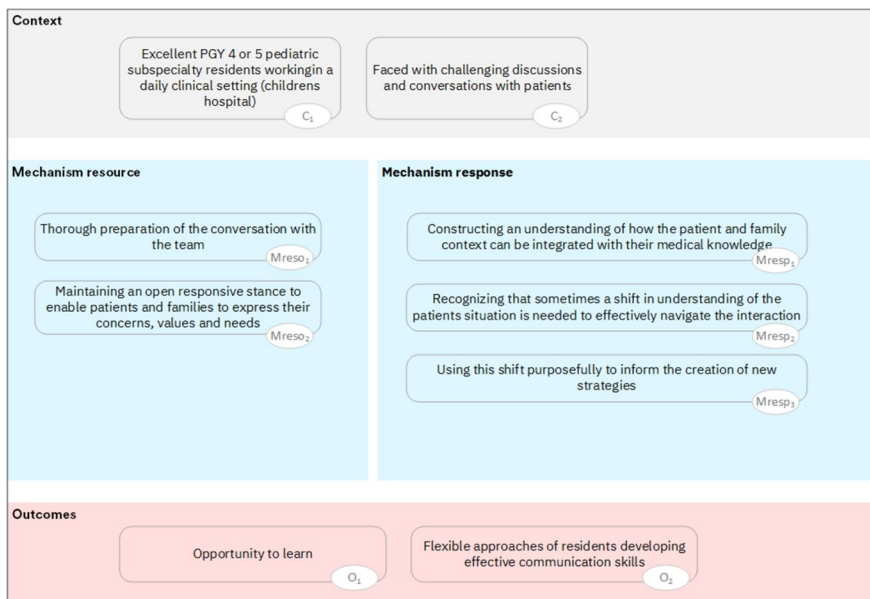 Context
Excellent PGY 4 or 5 pediatric
subspecialty residents workingin a
daily clinical setting (childrens
hospital)
C₁
Faced with challenging discussions
and conversations with patients
C₂
Mechanism resource
Thorough preparation of the conversation with
the team
Mreso₁
Maintaining an open responsive stance to
enable patients and families to express their
concerns, values and needs
Mreso₂
Mechanism response
Constructing an understanding of how the patient and family
context can be integrated with their medical knowledge
Mresp₁
Recognizing that sometimes a shift in understanding of the
patients situation is needed to effectively navigate the interaction
Mresp₂
Using this shift purposefully to inform the creation of new
strategies
Mresp₃
Outcomes
Opportunity to learn
O₁
Flexible approaches of residents developing
effective communication skills
O₂